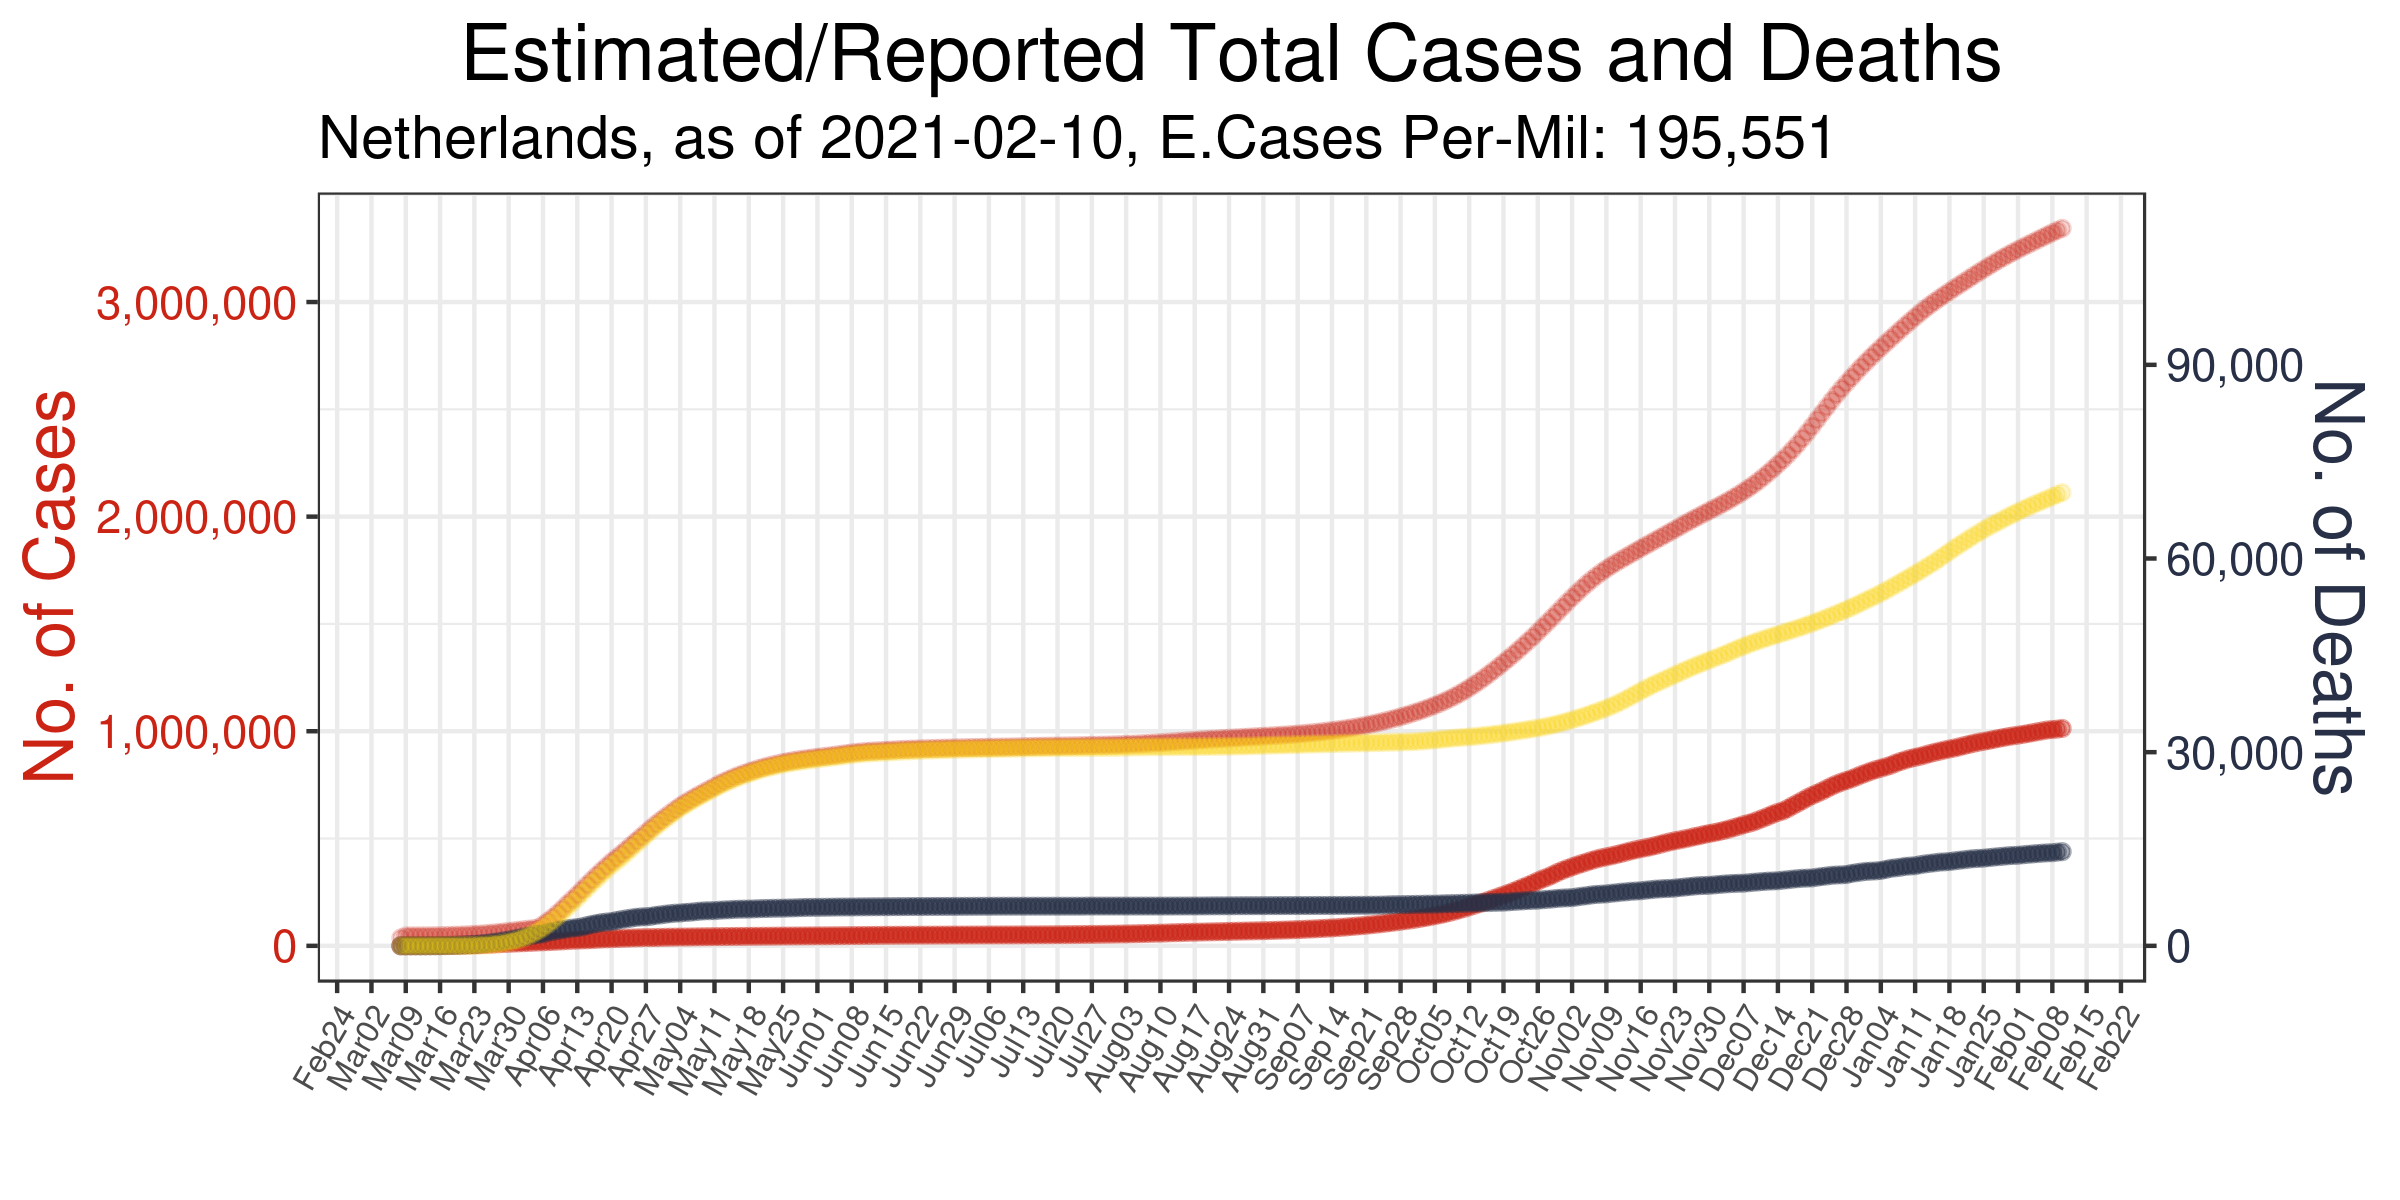 Estimated/Reported Total Cases and Deaths
Netherlands, as of 2021-02-10, E.Cases Per-Mil: 195,551
No. of Cases
3,000,000
2,000,000
1,000,000
0
90,000
60,000
30,000
0
No. of Deaths
Feb24
Mar02
Mar09
Mar16
Mar23
Mar30
Apr06
Apr13
Apr20
Apr27
May04
May11
May18
May25
Jun01
Jun08
Jun15
Jun22
Jun29
Jul06
Jul13
Jul20
Jul27
Aug03
Aug10
Aug17
Aug24
Aug31
Sep07
Sep14
Sep21
Sep28
Oct05
Oct12
Oct19
Oct26
Nov02
Nov09
Nov16
Nov23
Nov30
Dec07
Dec14
Dec21
Dec28
Jan04
Jan11
Jan18
Jan25
Feb01
Feb08
Feb15
Feb22